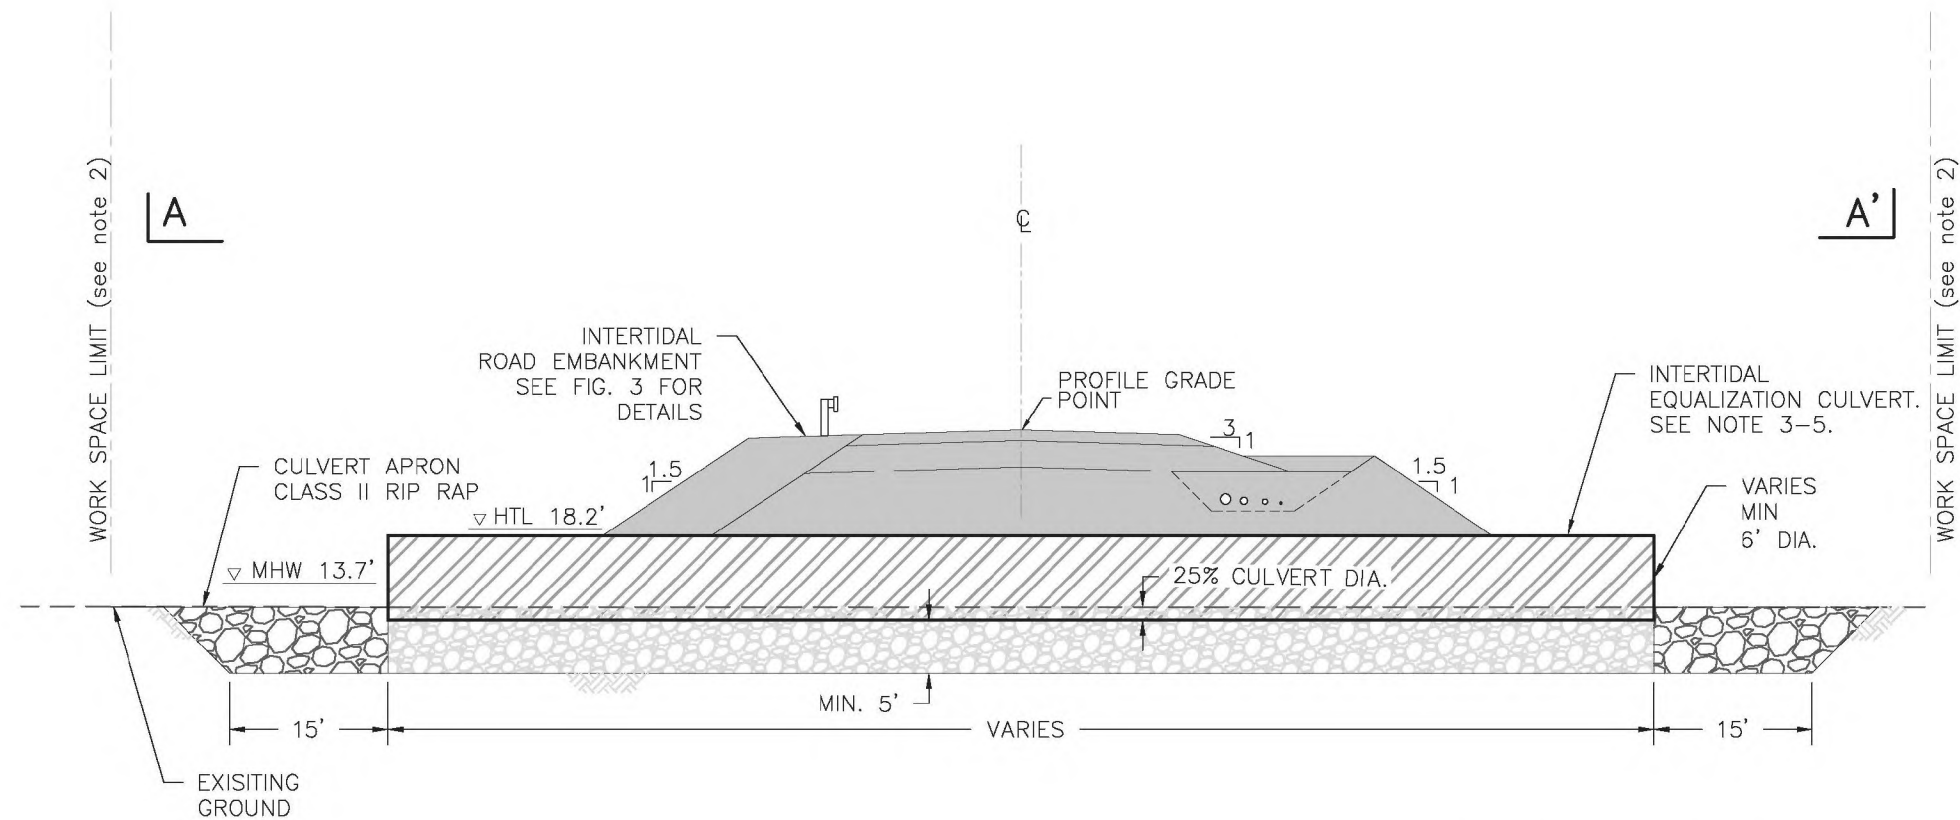 WORK SPACE LIMIT (see note 2)
A
℄
A'
WORK SPACE LIMIT (see note 2)
INTERTIDAL
ROAD EMBANKMENT
SEE FIG. 3 FOR
DETAILS
PROFILE GRADE
POINT
INTERTIDAL
EQUALIZATION CULVERT.
SEE NOTE 3-5.
CULVERT APRON
CLASS II RIP RAP
1.5
1
3
1
1.5
1
VARIES
MIN
6' DIA.
HTL 18.2'
MHW 13.7'
25% CULVERT DIA.
MIN. 5'
15'
VARIES
15'
EXISITING
GROUND